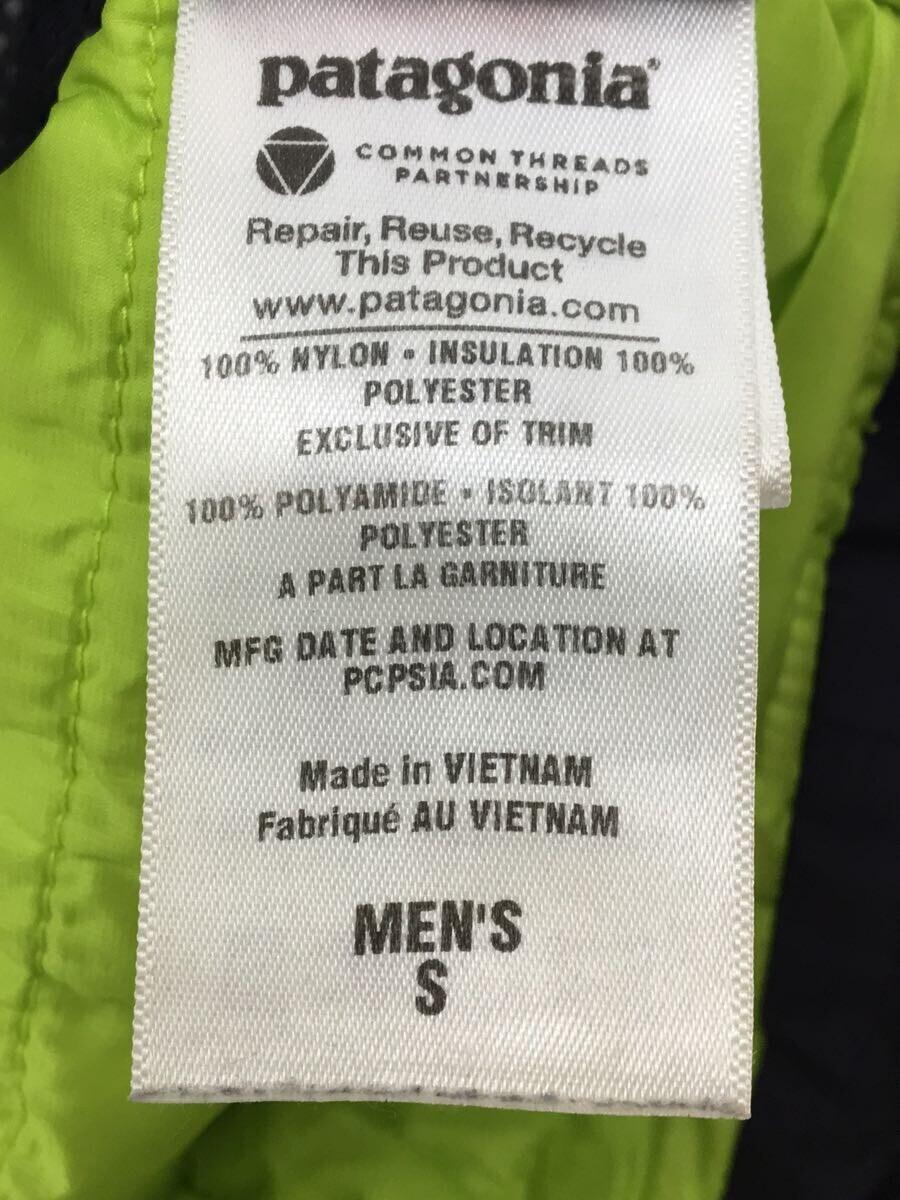 patagonia®
COMMON THREADS
PARTNERSHIP
Repair, Reuse, Recycle
This Product
www.patagonia.com
100% NYLON • INSULATION 100%
POLYESTER
EXCLUSIVE OF TRIM
100% POLYAMIDE • ISOLANT 100%
POLYESTER
A PART LA GARNITURE
MFG DATE AND LOCATION AT
PCPSIA.COM
Made in VIETNAM
Fabriqué AU VIETNAM
MEN'S
S